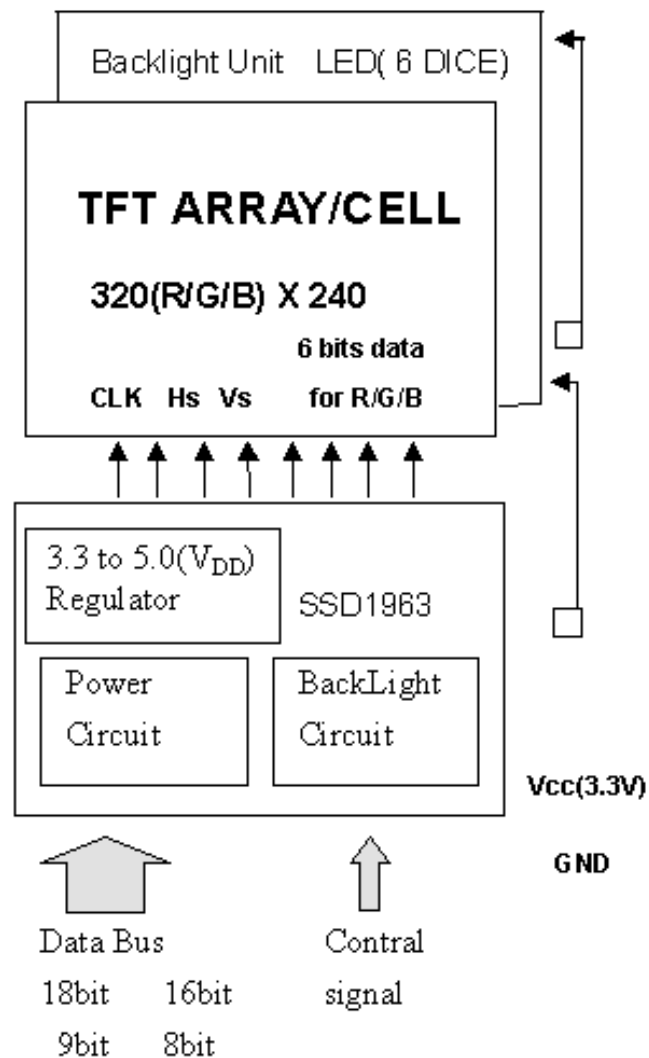 Backlight Unit LED( 6 DICE)
TFT ARRAY/CELL
320(R/G/B) X 240
6 bits data
CLK Hs Vs for R/G/B
3.3 to 5.0(V_DD)
Regulator
SSD1963
Power
Circuit
BackLight
Circuit
Vcc(3.3V)
GND
Data Bus
18bit 16bit
9bit 8bit
Contral
signal